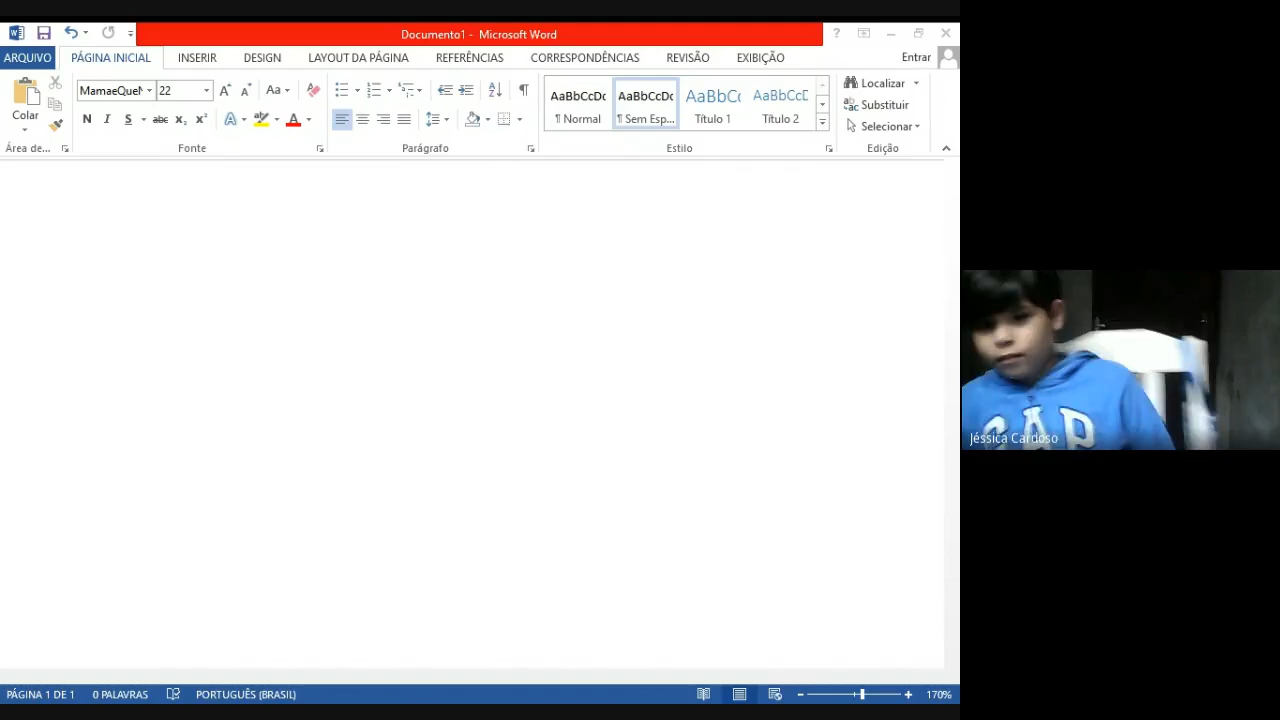 Documento1 - Microsoft Word
ARQUIVO PÁGINA INICIAL INSERIR DESIGN LAYOUT DA PÁGINA REFERÊNCIAS CORRESPONDÊNCIAS REVISÃO EXIBIÇÃO Entrar
MamaeQueN 22 Aa AaBbCcDc AaBbCcDc AaBbCc AaBbCcD Localizar
Colar Substituir
N I S abc x₂ x² A A ¶ Normal ¶ Sem Esp... Título 1 Título 2 Selecionar
Área de... Fonte Parágrafo Estilo Edição
GAP
Jéssica Cardoso
PÁGINA 1 DE 1 0 PALAVRAS PORTUGUÊS (BRASIL) 170%